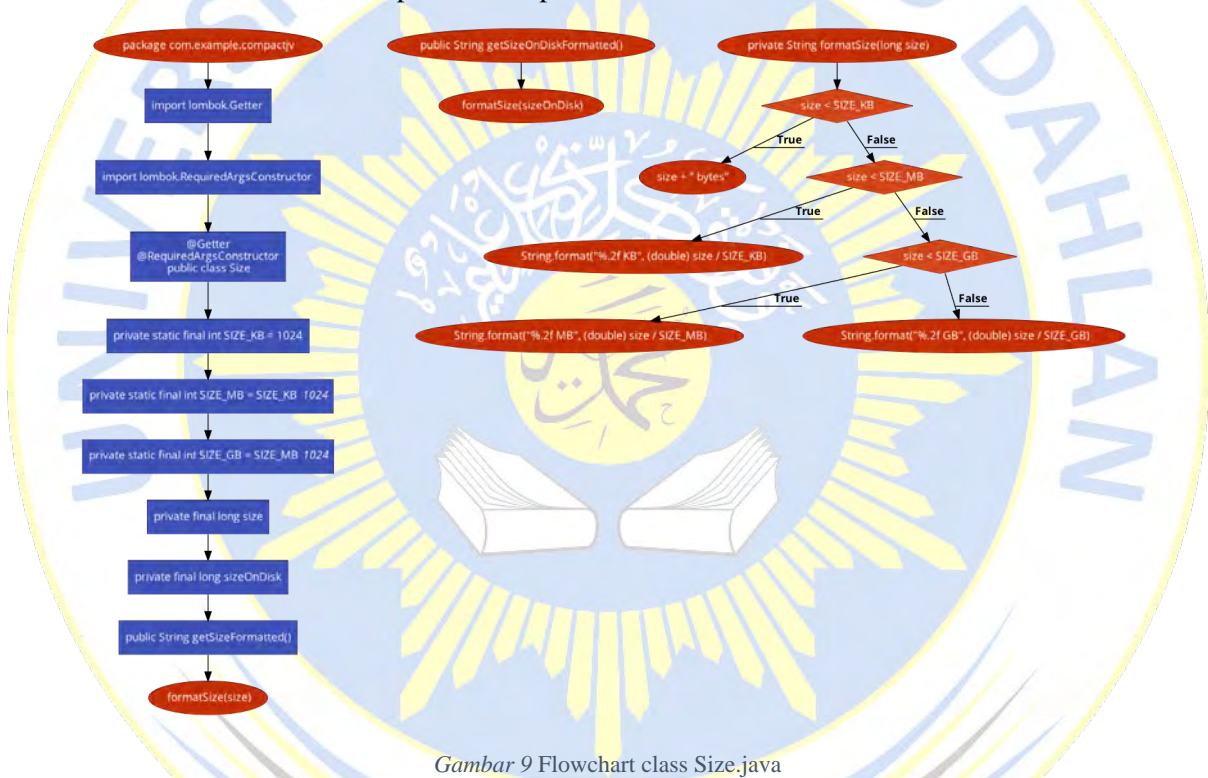 package com.example.compactjv
import lombok.Getter
import lombok.RequiredArgsConstructor
@Getter
@RequiredArgsConstructor
public class Size
private static final int SIZE_KB = 1024
private static final int SIZE_MB = SIZE_KB 1024
private static final int SIZE_GB = SIZE_MB 1024
private final long size
private final long sizeOnDisk
public String getSizeFormatted()
formatSize(size)
public String getSizeOnDiskFormatted()
formatSize(sizeOnDisk)
private String formatSize(long size)
size < SIZE_KB
True
False
size + " bytes"
size < SIZE_MB
True
False
String.format("%.2f KB", (double) size / SIZE_KB)
size < SIZE_GB
True
False
String.format("%.2f MB", (double) size / SIZE_MB)
String.format("%.2f GB", (double) size / SIZE_GB)
Gambar 9 Flowchart class Size.java
DAHLAN